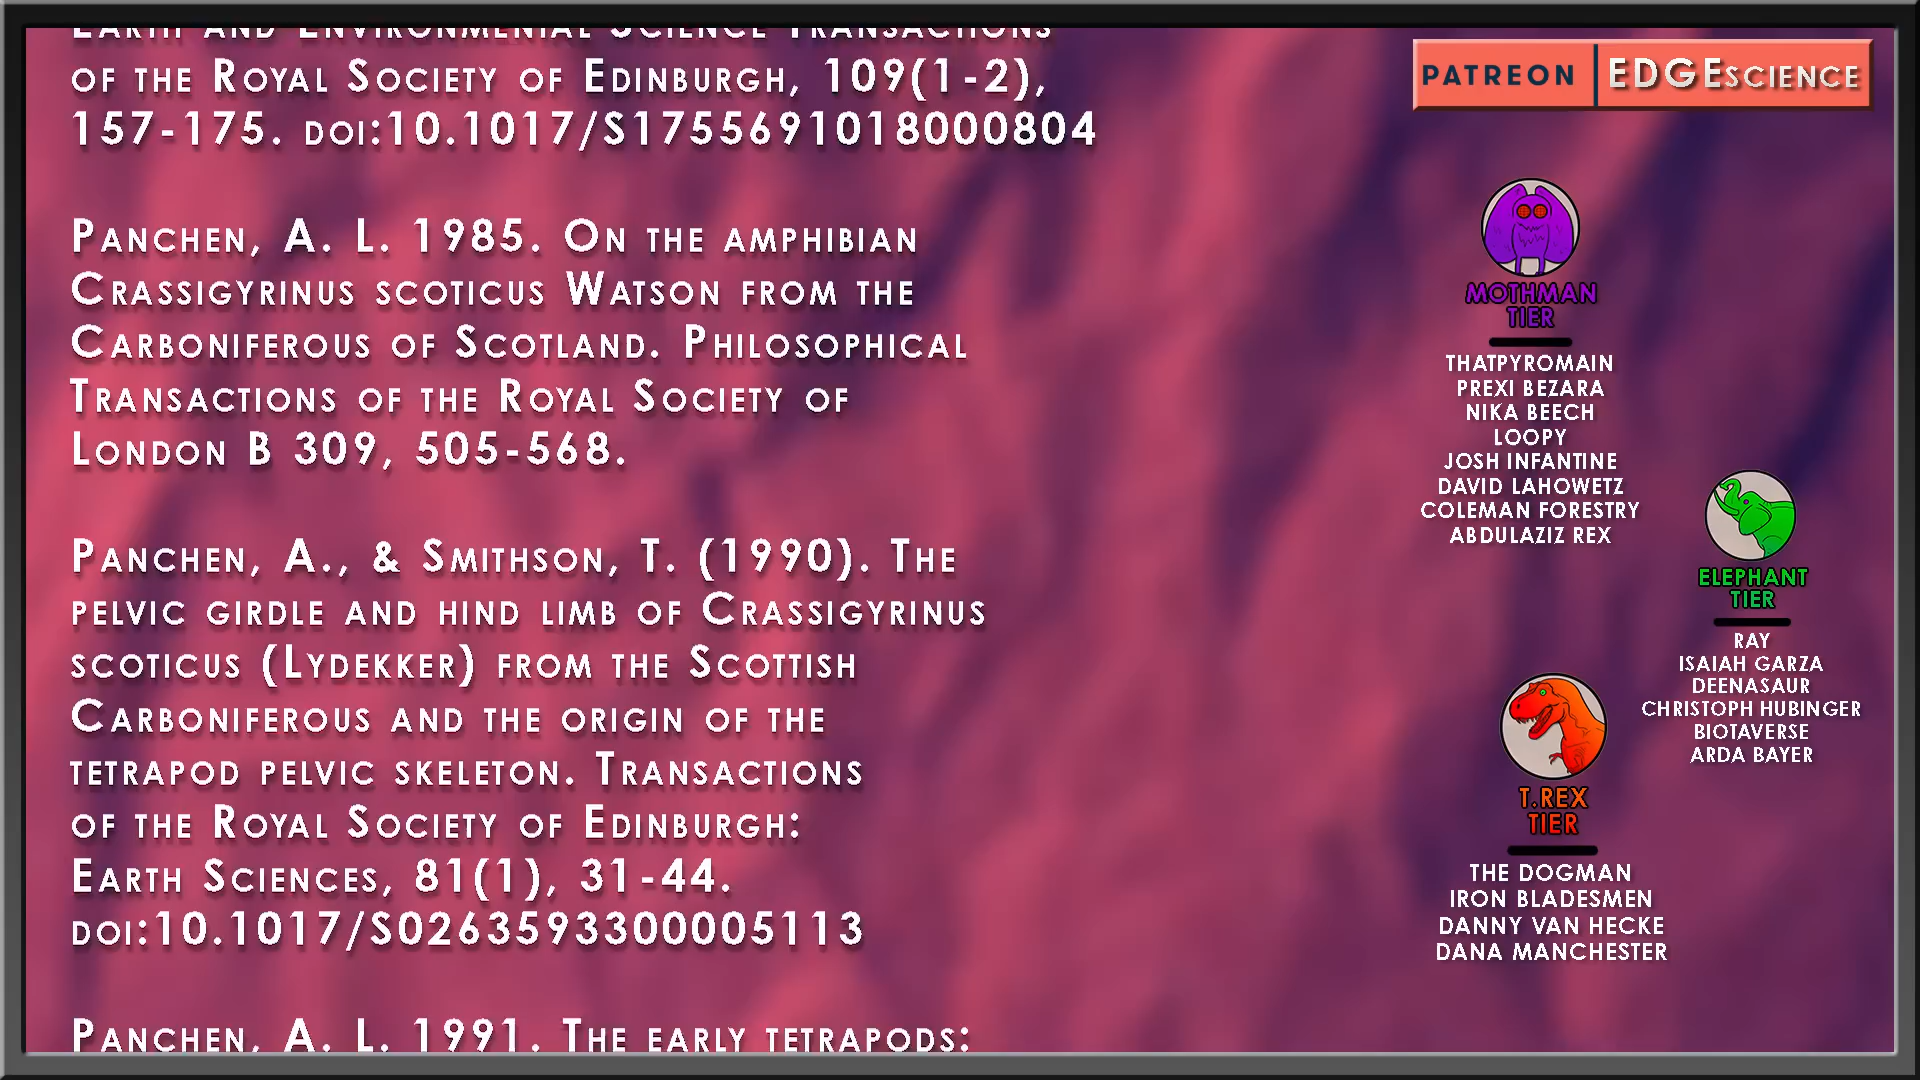 Earth and Environmental Science Transactions
of the Royal Society of Edinburgh, 109(1-2),
157-175. doi:10.1017/S1755691018000804
Panchen, A. L. 1985. On the amphibian
Crassigyrinus scoticus Watson from the
Carboniferous of Scotland. Philosophical
Transactions of the Royal Society of
London B 309, 505-568.
Panchen, A., & Smithson, T. (1990). The
pelvic girdle and hind limb of Crassigyrinus
scoticus (Lydekker) from the Scottish
Carboniferous and the origin of the
tetrapod pelvic skeleton. Transactions
of the Royal Society of Edinburgh:
Earth Sciences, 81(1), 31-44.
doi:10.1017/S0263593300005113
Panchen, A. L. 1991. The early tetrapods:
PATREON EDGEscience
MOTHMAN
TIER
THATPYROMAIN
PREXI BEZARA
NIKA BEECH
LOOPY
JOSH INFANTINE
DAVID LAHOWETZ
COLEMAN FORESTRY
ABDULAZIZ REX
ELEPHANT
TIER
RAY
ISAIAH GARZA
DEENASAUR
CHRISTOPH HUBINGER
BIOTAVERSE
ARDA BAYER
T.REX
TIER
THE DOGMAN
IRON BLADESMEN
DANNY VAN HECKE
DANA MANCHESTER